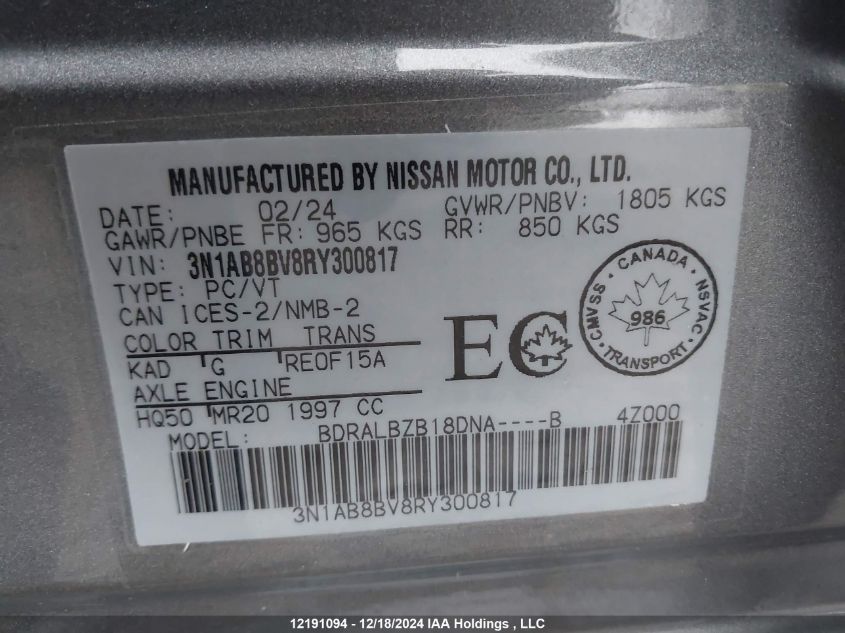 MANUFACTURED BY NISSAN MOTOR CO., LTD.
DATE: 02/24 GVWR/PNBV: 1805 KGS
GAWR/PNBE FR: 965 KGS RR: 850 KGS
VIN: 3N1AB8BV8RY300817
TYPE: PC/VT
CAN ICES-2/NMB-2
COLOR TRIM TRANS
KAD G RE0F15A
AXLE ENGINE
HQ50 MR20 1997 CC
EC
CANADA
CMVSS 986 NSVAC
TRANSPORT
MODEL: BDRALBZB18DNA----B 4Z000
3N1AB8BV8RY300817
12191094 - 12/18/2024 IAA Holdings , LLC